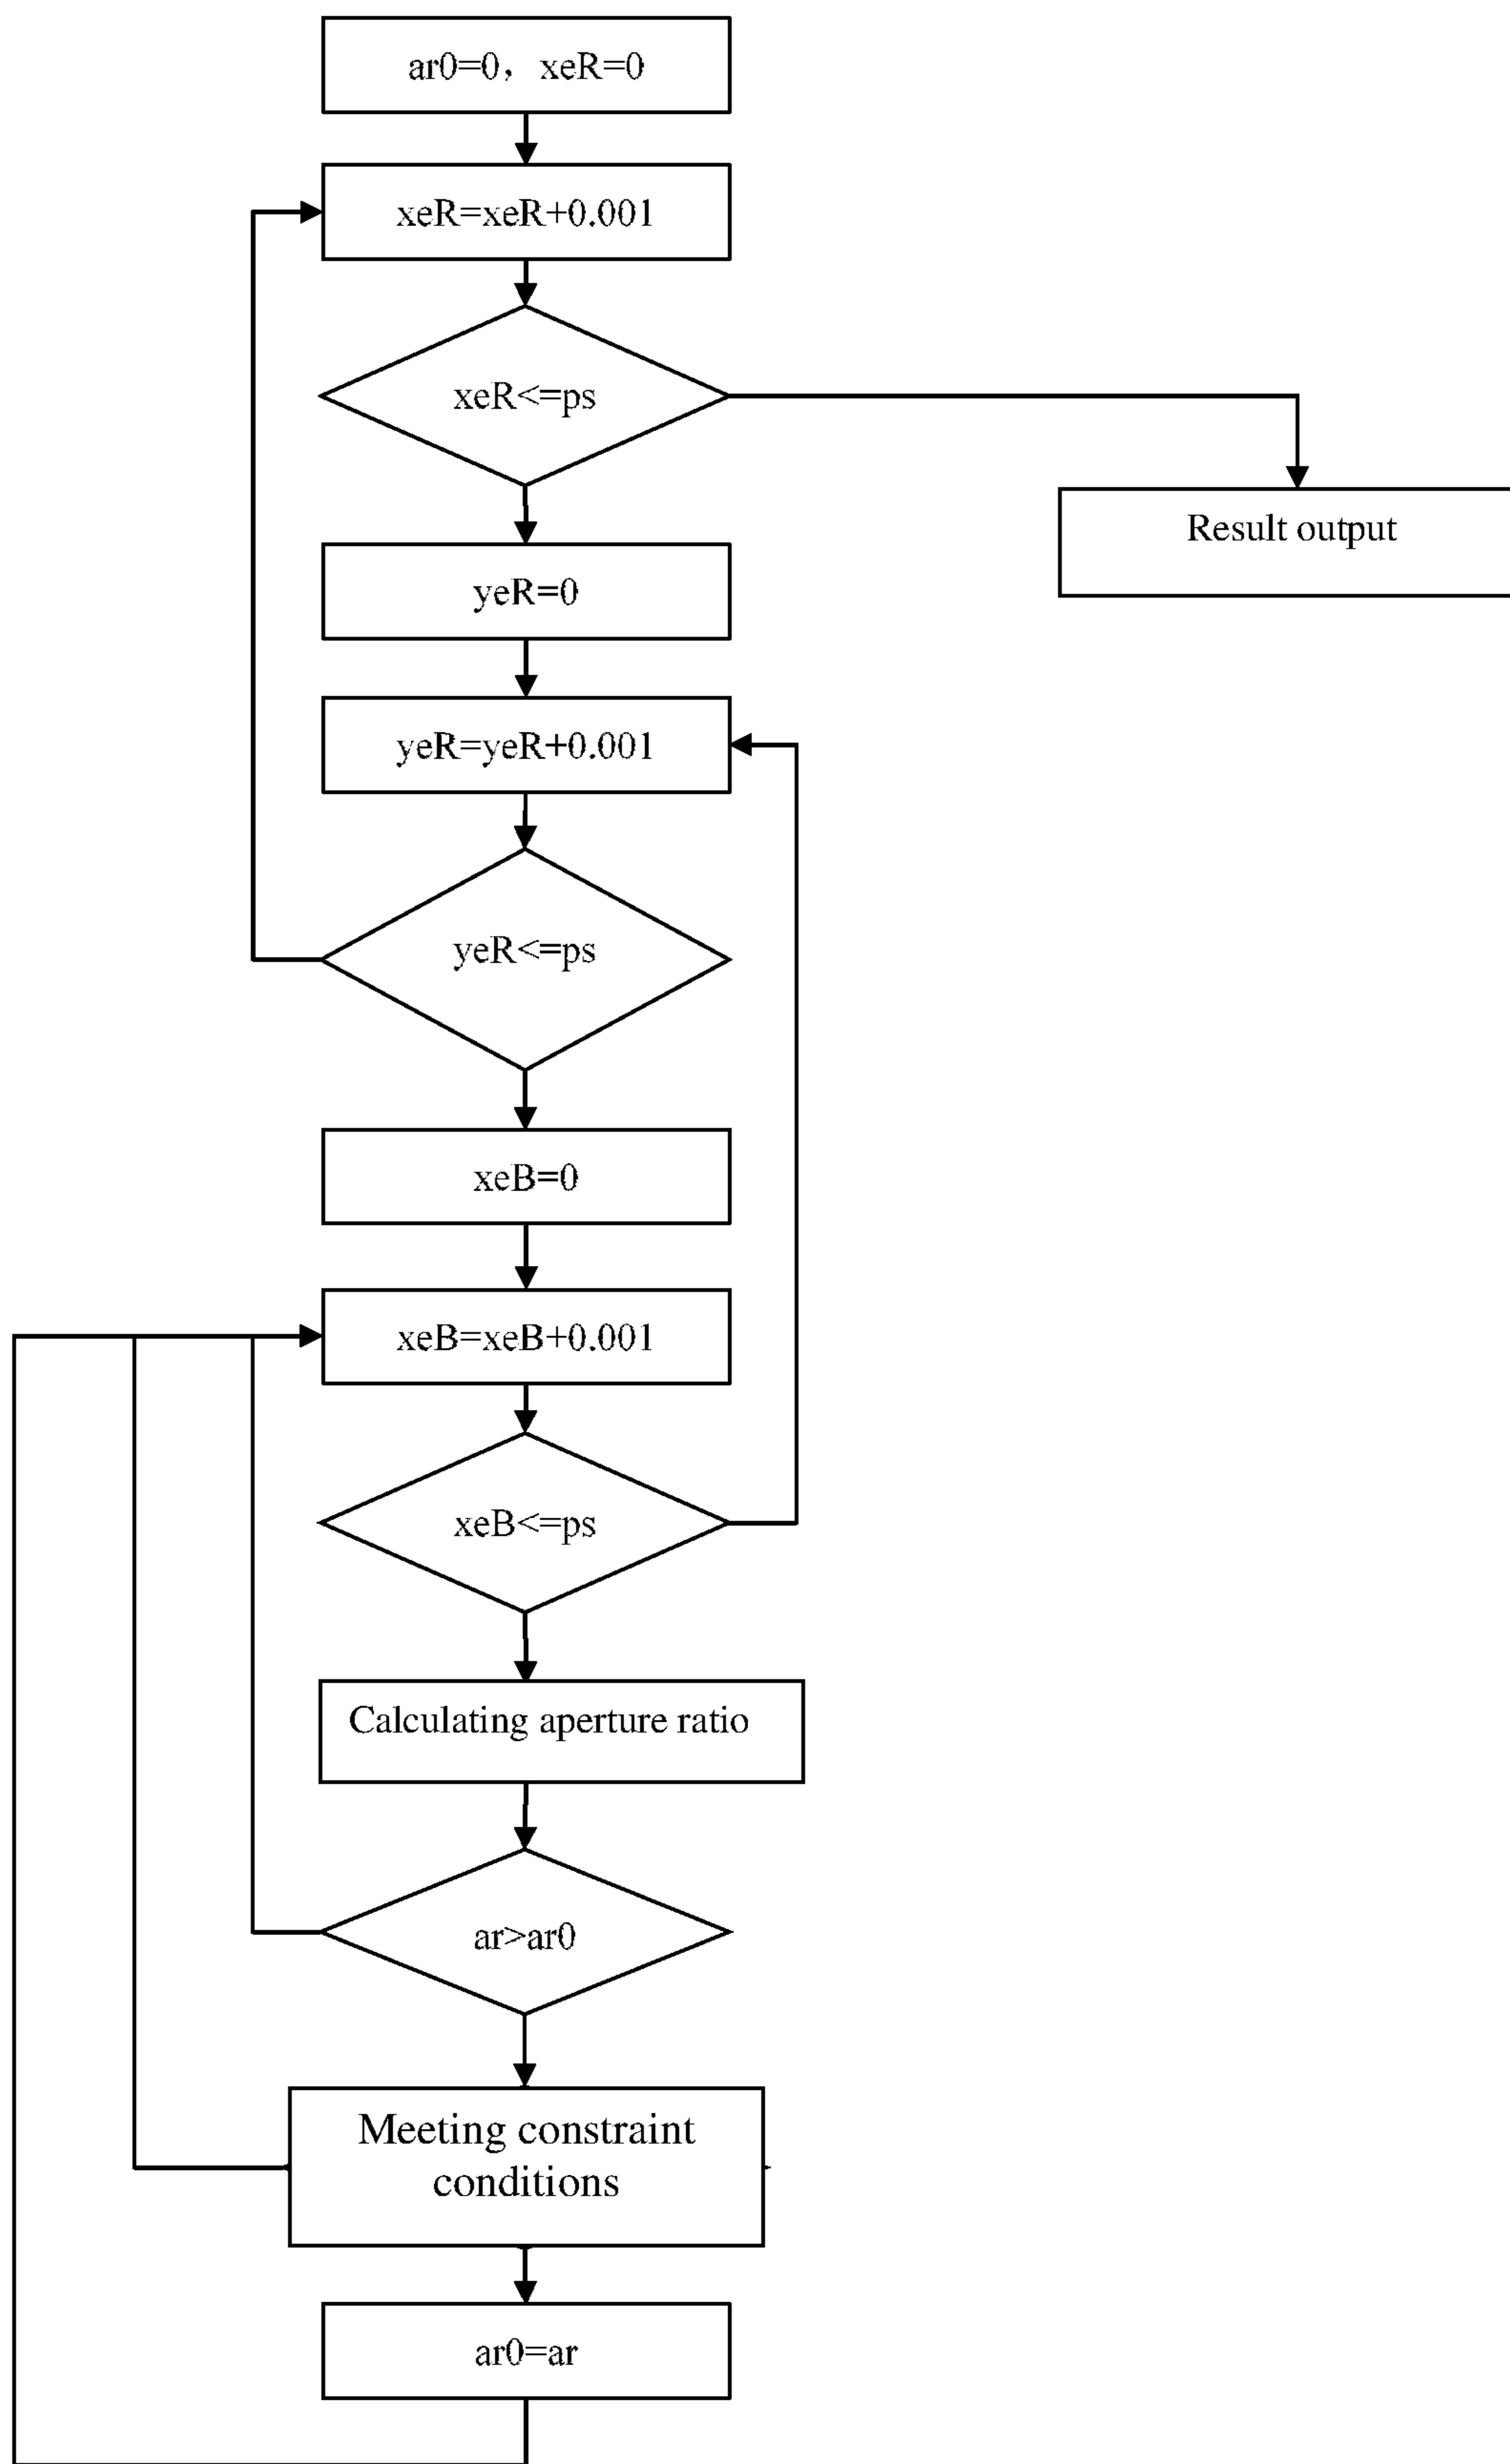 ar0=0, xeR=0
xeR=xeR+0.001
xeR<=ps
Result output
yeR=0
yeR=yeR+0.001
yeR<=ps
xeB=0
xeB=xeB+0.001
xeB<=ps
Calculating aperture ratio
ar>ar0
Meeting constraint
conditions
ar0=ar